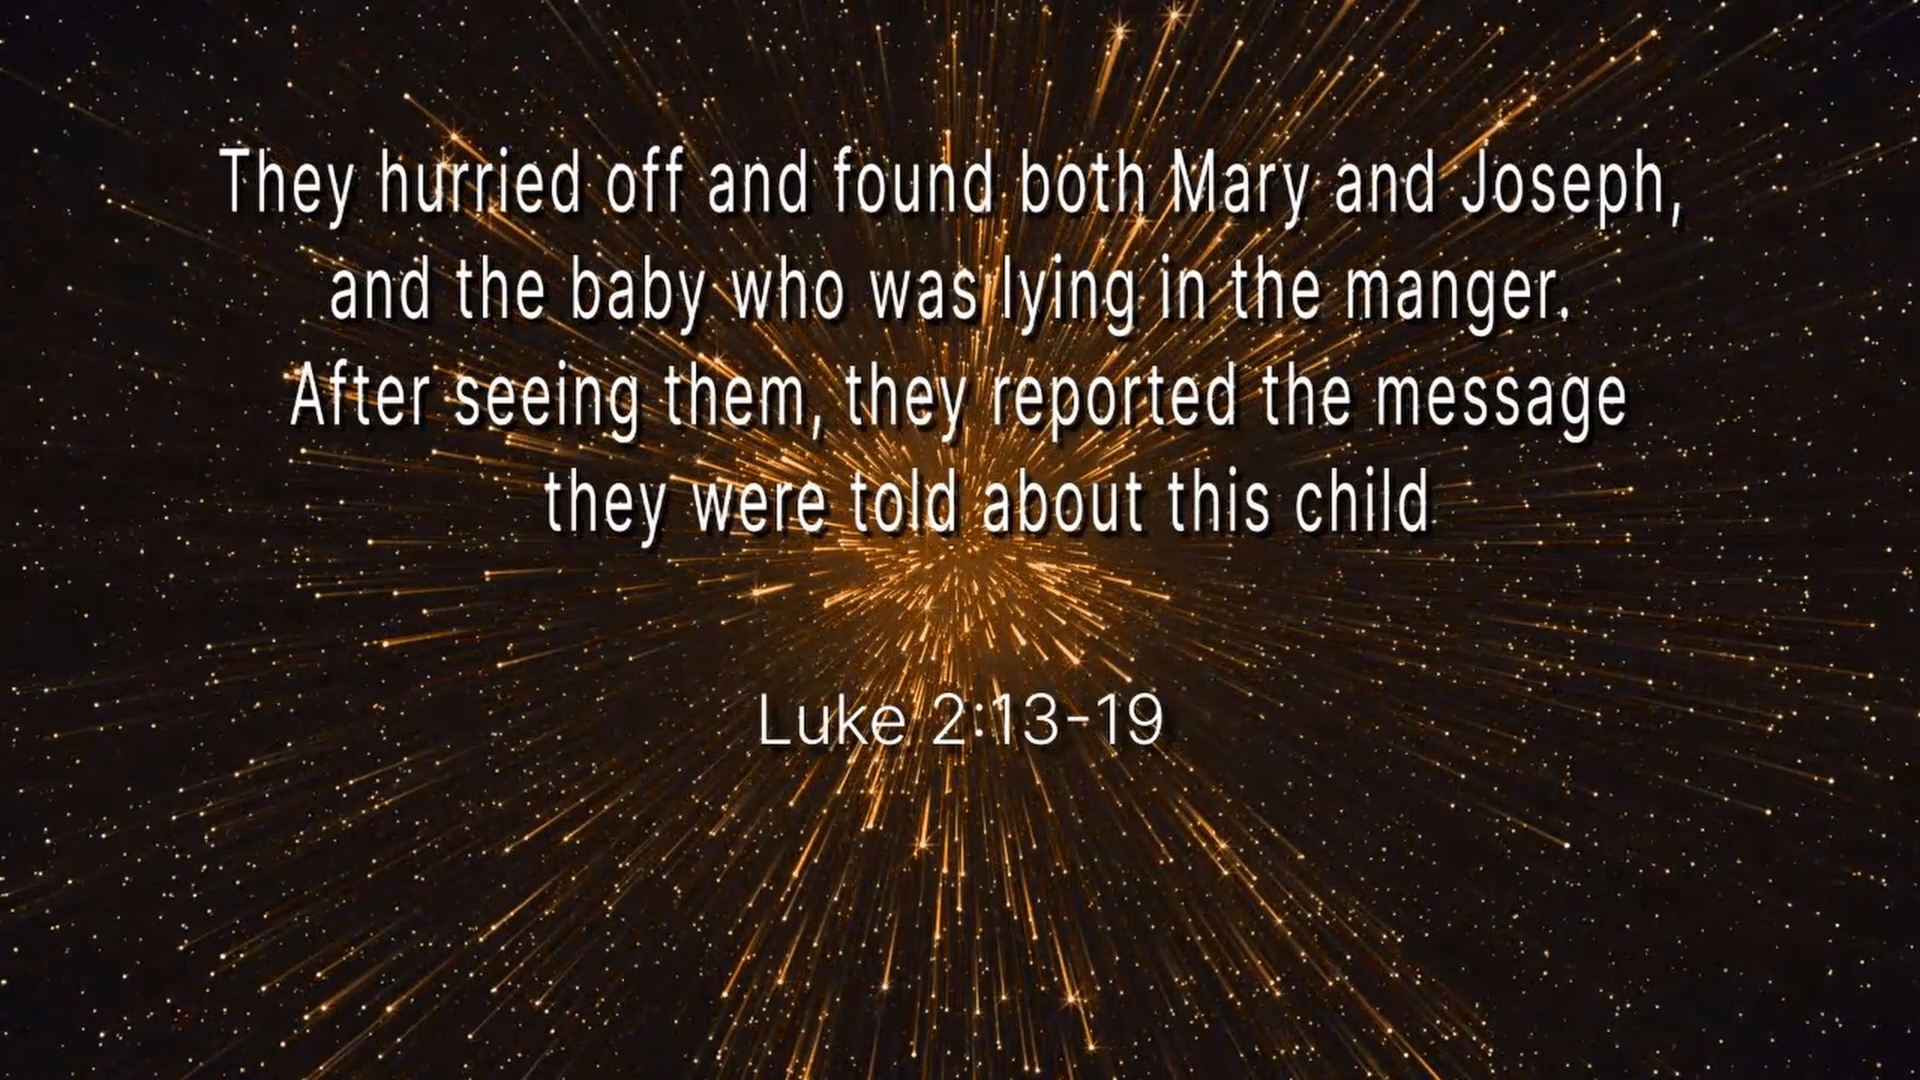 They hurried off and found both Mary and Joseph,
and the baby who was lying in the manger.
After seeing them, they reported the message
they were told about this child
Luke 2:13-19